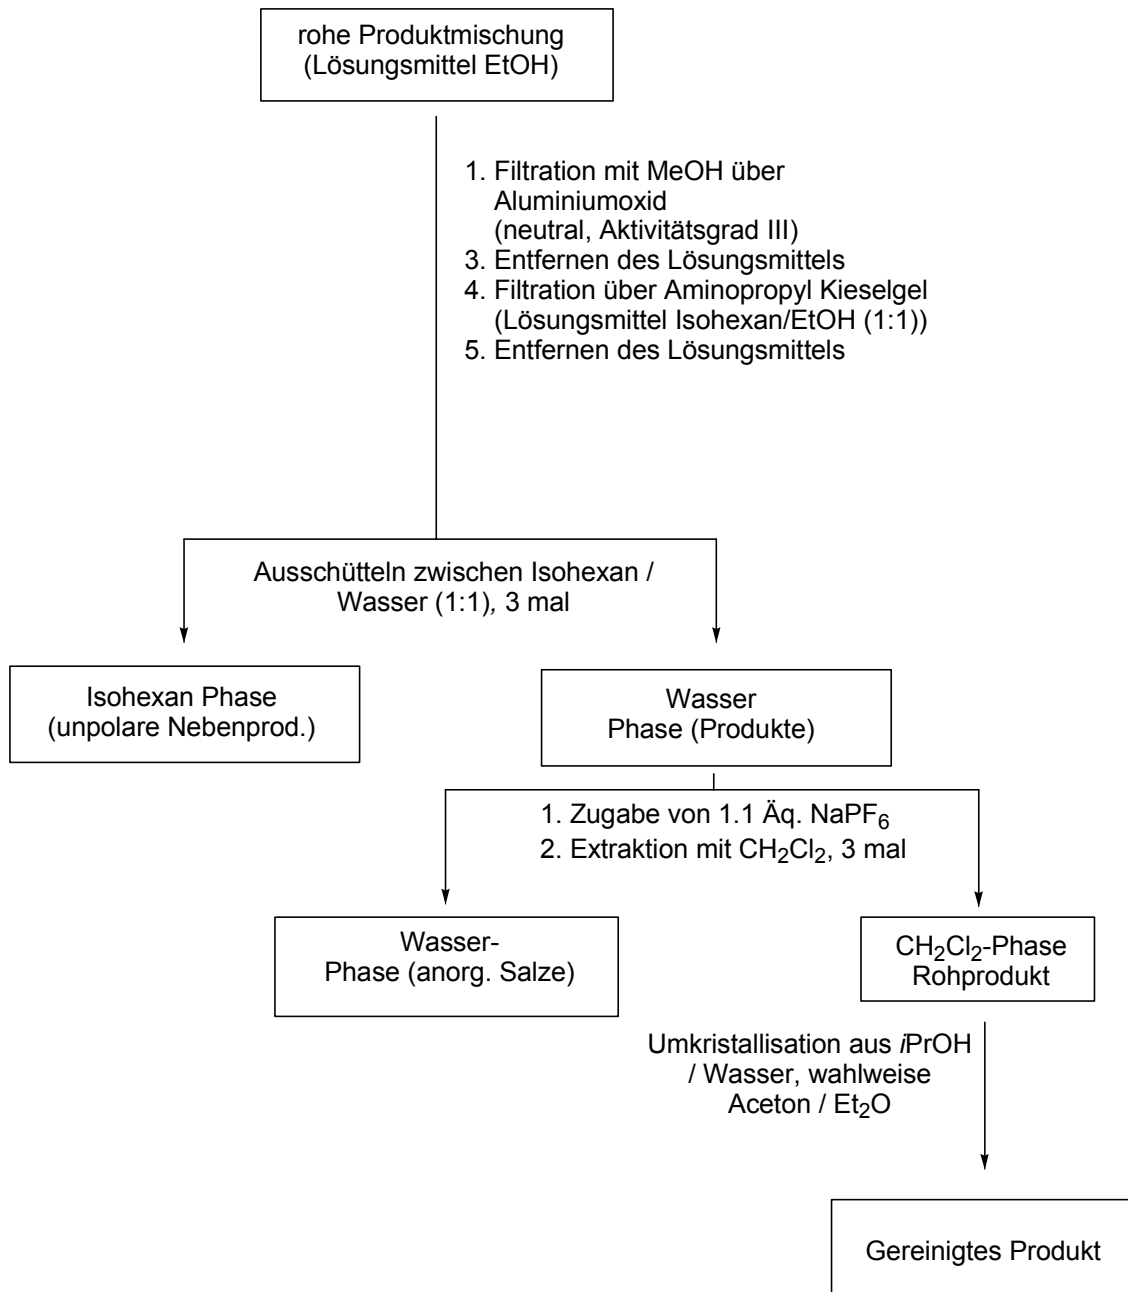 rohe Produktmischung
(Lösungsmittel EtOH)
1. Filtration mit MeOH über
Aluminiumoxid
(neutral, Aktivitätsgrad III)
3. Entfernen des Lösungsmittels
4. Filtration über Aminopropyl Kieselgel
(Lösungsmittel Isohexan/EtOH (1:1))
5. Entfernen des Lösungsmittels
Ausschütteln zwischen Isohexan /
Wasser (1:1), 3 mal
Isohexan Phase
(unpolare Nebenprod.)
Wasser
Phase (Produkte)
1. Zugabe von 1.1 Äq. NaPF6
2. Extraktion mit CH2Cl2, 3 mal
Wasser-
Phase (anorg. Salze)
CH2Cl2-Phase
Rohprodukt
Umkristallisation aus iPrOH
/ Wasser, wahlweise
Aceton / Et2O
Gereinigtes Produkt